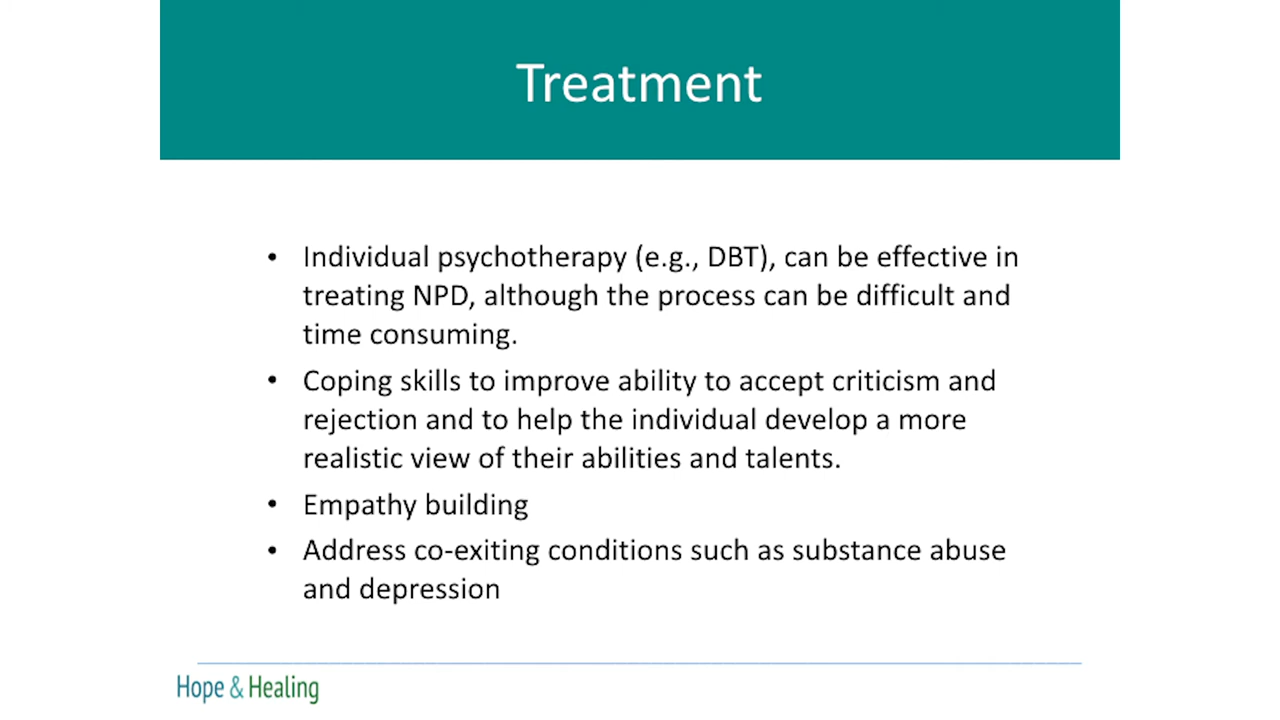 Treatment
• Individual psychotherapy (e.g., DBT), can be effective in
treating NPD, although the process can be difficult and
time consuming.
• Coping skills to improve ability to accept criticism and
rejection and to help the individual develop a more
realistic view of their abilities and talents.
• Empathy building
• Address co-exiting conditions such as substance abuse
and depression
Hope & Healing